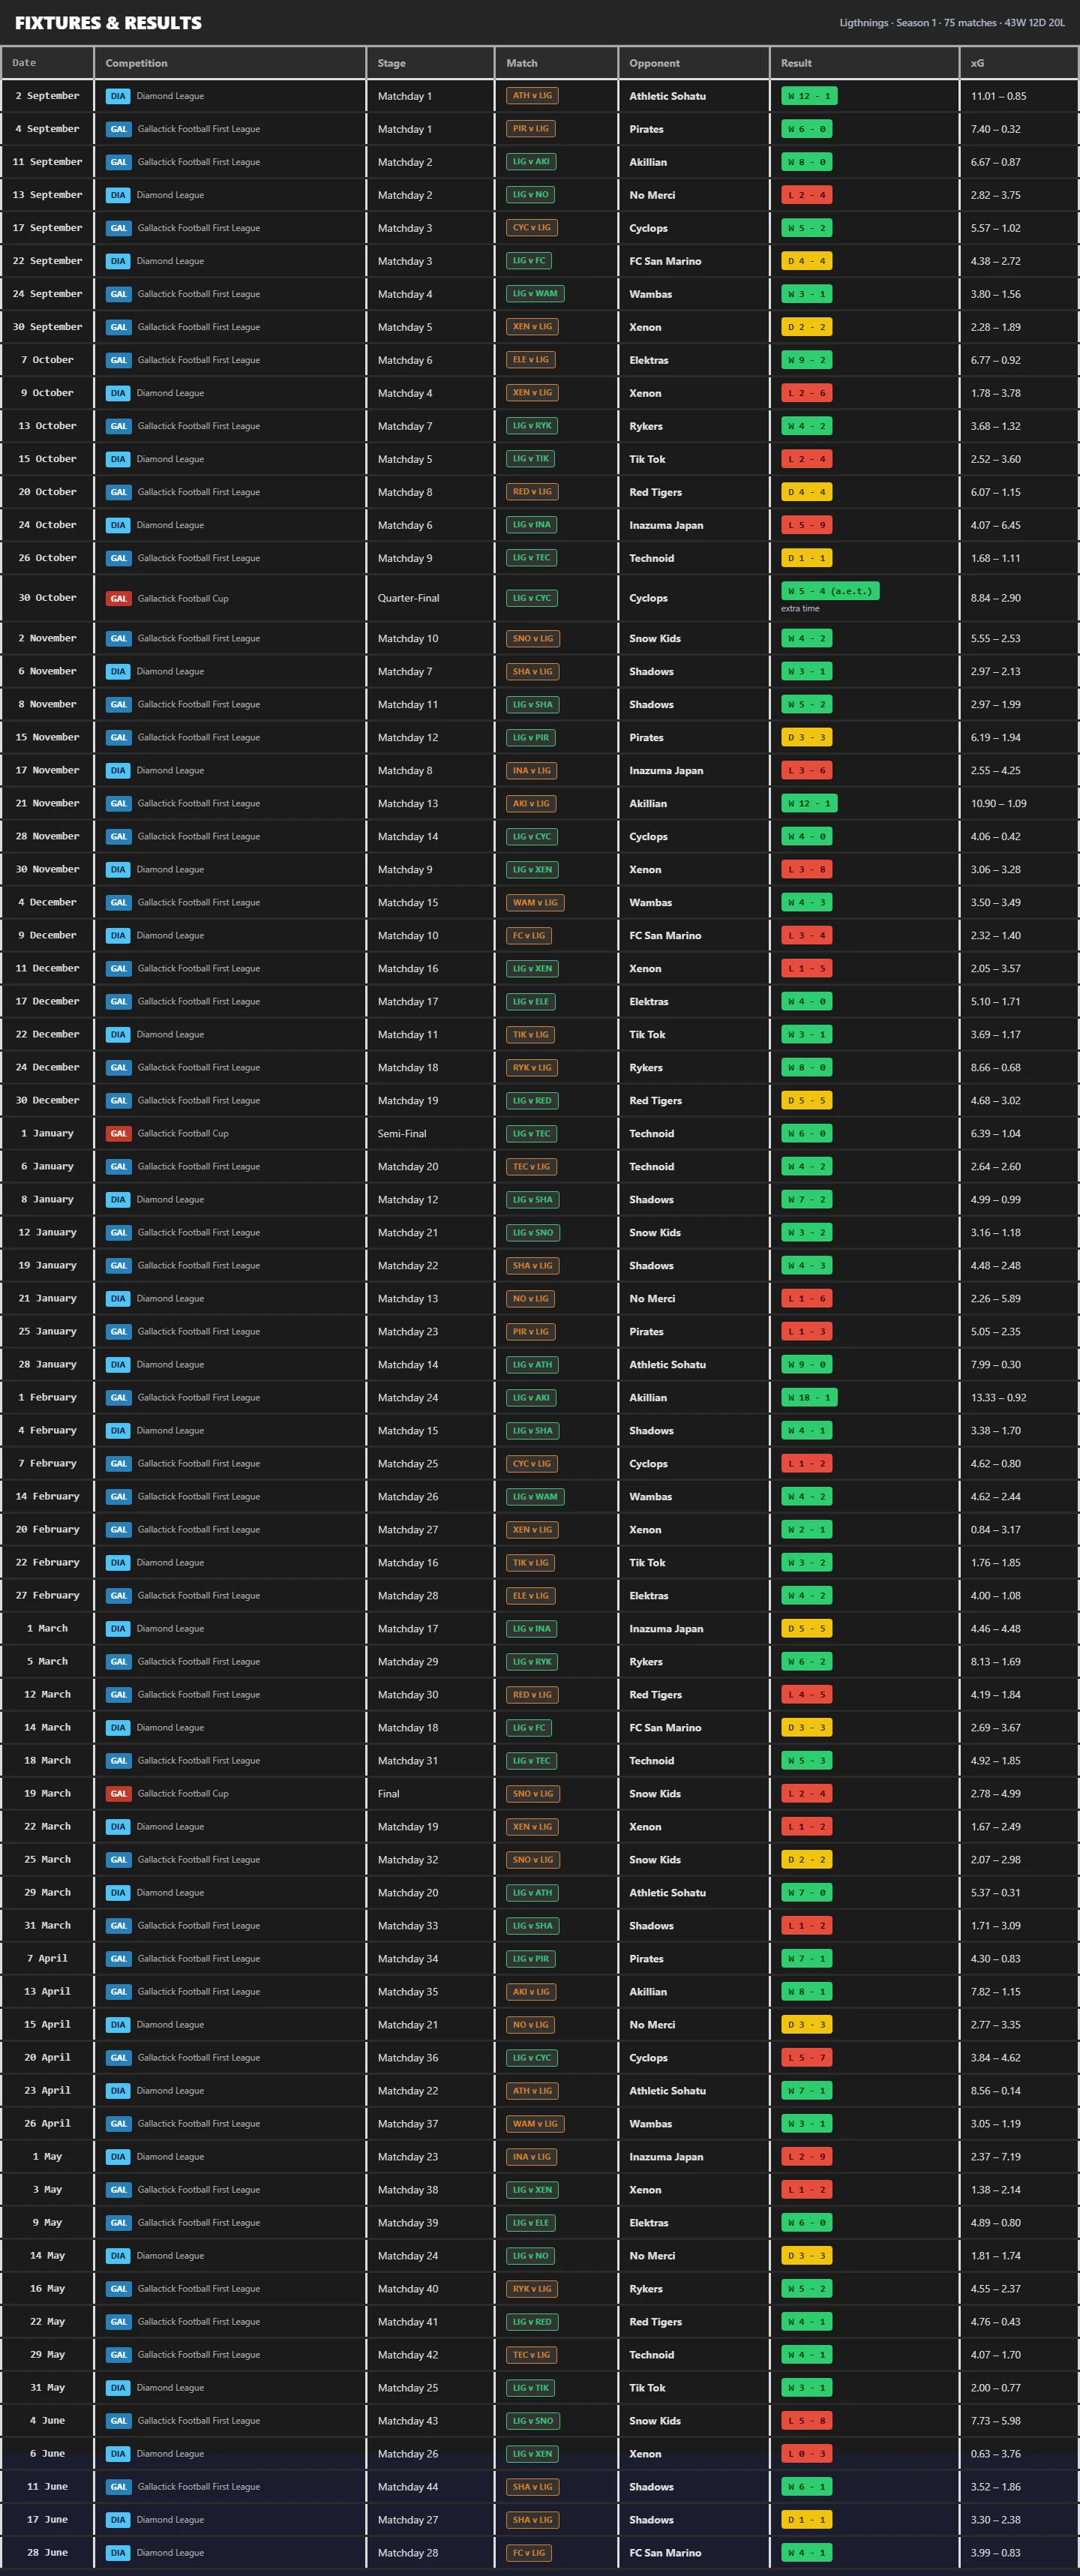 FIXTURES & RESULTS
Ligthnings · Season 1 · 75 matches · 43W 12D 20L
Date Competition Stage Match Opponent Result xG
2 September DIA Diamond League Matchday 1 ATH v LIG Athletic Sohatu W 12 - 1 11.01 – 0.85
4 September GAL Gallactick Football First League Matchday 1 PIR v LIG Pirates W 6 - 0 7.40 – 0.32
11 September GAL Gallactick Football First League Matchday 2 LIG v AKI Akillian W 8 - 0 6.67 – 0.87
13 September DIA Diamond League Matchday 2 LIG v NO No Merci L 2 - 4 2.82 – 3.75
17 September GAL Gallactick Football First League Matchday 3 CYC v LIG Cyclops W 5 - 2 5.57 – 1.02
22 September DIA Diamond League Matchday 3 LIG v FC FC San Marino D 4 - 4 4.38 – 2.72
24 September GAL Gallactick Football First League Matchday 4 LIG v WAM Wambas W 3 - 1 3.80 – 1.56
30 September GAL Gallactick Football First League Matchday 5 XEN v LIG Xenon D 2 - 2 2.28 – 1.89
7 October GAL Gallactick Football First League Matchday 6 ELE v LIG Elektras W 9 - 2 6.77 – 0.92
9 October DIA Diamond League Matchday 4 XEN v LIG Xenon L 2 - 6 1.78 – 3.78
13 October GAL Gallactick Football First League Matchday 7 LIG v RYK Rykers W 4 - 2 3.68 – 1.32
15 October DIA Diamond League Matchday 5 LIG v TIK Tik Tok L 2 - 4 2.52 – 3.60
20 October GAL Gallactick Football First League Matchday 8 RED v LIG Red Tigers D 4 - 4 6.07 – 1.15
24 October DIA Diamond League Matchday 6 LIG v INA Inazuma Japan L 5 - 9 4.07 – 6.45
26 October GAL Gallactick Football First League Matchday 9 LIG v TEC Technoid D 1 - 1 1.68 – 1.11
30 October GAL Gallactick Football Cup Quarter-Final LIG v CYC Cyclops W 5 - 4 (a.e.t.) 8.84 – 2.90
extra time
2 November GAL Gallactick Football First League Matchday 10 SNO v LIG Snow Kids W 4 - 2 5.55 – 2.53
6 November DIA Diamond League Matchday 7 SHA v LIG Shadows W 3 - 1 2.97 – 2.13
8 November GAL Gallactick Football First League Matchday 11 LIG v SHA Shadows W 5 - 2 2.97 – 1.99
15 November GAL Gallactick Football First League Matchday 12 LIG v PIR Pirates D 3 - 3 6.19 – 1.94
17 November DIA Diamond League Matchday 8 INA v LIG Inazuma Japan L 3 - 6 2.55 – 4.25
21 November GAL Gallactick Football First League Matchday 13 AKI v LIG Akillian W 12 - 1 10.90 – 1.09
28 November GAL Gallactick Football First League Matchday 14 LIG v CYC Cyclops W 4 - 0 4.06 – 0.42
30 November DIA Diamond League Matchday 9 LIG v XEN Xenon L 3 - 8 3.06 – 3.28
4 December GAL Gallactick Football First League Matchday 15 WAM v LIG Wambas W 4 - 3 3.50 – 3.49
9 December DIA Diamond League Matchday 10 FC v LIG FC San Marino L 3 - 4 2.32 – 1.40
11 December GAL Gallactick Football First League Matchday 16 LIG v XEN Xenon L 1 - 5 2.05 – 3.57
17 December GAL Gallactick Football First League Matchday 17 LIG v ELE Elektras W 4 - 0 5.10 – 1.71
22 December DIA Diamond League Matchday 11 TIK v LIG Tik Tok W 3 - 1 3.69 – 1.17
24 December GAL Gallactick Football First League Matchday 18 RYK v LIG Rykers W 8 - 0 8.66 – 0.68
30 December GAL Gallactick Football First League Matchday 19 LIG v RED Red Tigers D 5 - 5 4.68 – 3.02
1 January GAL Gallactick Football Cup Semi-Final LIG v TEC Technoid W 6 - 0 6.39 – 1.04
6 January GAL Gallactick Football First League Matchday 20 TEC v LIG Technoid W 4 - 2 2.64 – 2.60
8 January DIA Diamond League Matchday 12 LIG v SHA Shadows W 7 - 2 4.99 – 0.99
12 January GAL Gallactick Football First League Matchday 21 LIG v SNO Snow Kids W 3 - 2 3.16 – 1.18
19 January GAL Gallactick Football First League Matchday 22 SHA v LIG Shadows W 4 - 3 4.48 – 2.48
21 January DIA Diamond League Matchday 13 NO v LIG No Merci L 1 - 6 2.26 – 5.89
25 January GAL Gallactick Football First League Matchday 23 PIR v LIG Pirates L 1 - 3 5.05 – 2.35
28 January DIA Diamond League Matchday 14 LIG v ATH Athletic Sohatu W 9 - 0 7.99 – 0.30
1 February GAL Gallactick Football First League Matchday 24 LIG v AKI Akillian W 18 - 1 13.33 – 0.92
4 February DIA Diamond League Matchday 15 LIG v SHA Shadows W 4 - 1 3.38 – 1.70
7 February GAL Gallactick Football First League Matchday 25 CYC v LIG Cyclops L 1 - 2 4.62 – 0.80
14 February GAL Gallactick Football First League Matchday 26 LIG v WAM Wambas W 4 - 2 4.62 – 2.44
20 February GAL Gallactick Football First League Matchday 27 XEN v LIG Xenon W 2 - 1 0.84 – 3.17
22 February DIA Diamond League Matchday 16 TIK v LIG Tik Tok W 3 - 2 1.76 – 1.85
27 February GAL Gallactick Football First League Matchday 28 ELE v LIG Elektras W 4 - 2 4.00 – 1.08
1 March DIA Diamond League Matchday 17 LIG v INA Inazuma Japan D 5 - 5 4.46 – 4.48
5 March GAL Gallactick Football First League Matchday 29 LIG v RYK Rykers W 6 - 2 8.13 – 1.69
12 March GAL Gallactick Football First League Matchday 30 RED v LIG Red Tigers L 4 - 5 4.19 – 1.84
14 March DIA Diamond League Matchday 18 LIG v FC FC San Marino D 3 - 3 2.69 – 3.67
18 March GAL Gallactick Football First League Matchday 31 LIG v TEC Technoid W 5 - 3 4.92 – 1.85
19 March GAL Gallactick Football Cup Final SNO v LIG Snow Kids L 2 - 4 2.78 – 4.99
22 March DIA Diamond League Matchday 19 XEN v LIG Xenon L 1 - 2 1.67 – 2.49
25 March GAL Gallactick Football First League Matchday 32 SNO v LIG Snow Kids D 2 - 2 2.07 – 2.98
29 March DIA Diamond League Matchday 20 LIG v ATH Athletic Sohatu W 7 - 0 5.37 – 0.31
31 March GAL Gallactick Football First League Matchday 33 LIG v SHA Shadows L 1 - 2 1.71 – 3.09
7 April GAL Gallactick Football First League Matchday 34 LIG v PIR Pirates W 7 - 1 4.30 – 0.83
13 April GAL Gallactick Football First League Matchday 35 AKI v LIG Akillian W 8 - 1 7.82 – 1.15
15 April DIA Diamond League Matchday 21 NO v LIG No Merci D 3 - 3 2.77 – 3.35
20 April GAL Gallactick Football First League Matchday 36 LIG v CYC Cyclops L 5 - 7 3.84 – 4.62
23 April DIA Diamond League Matchday 22 ATH v LIG Athletic Sohatu W 7 - 1 8.56 – 0.14
26 April GAL Gallactick Football First League Matchday 37 WAM v LIG Wambas W 3 - 1 3.05 – 1.19
1 May DIA Diamond League Matchday 23 INA v LIG Inazuma Japan L 2 - 9 2.37 – 7.19
3 May GAL Gallactick Football First League Matchday 38 LIG v XEN Xenon L 1 - 2 1.38 – 2.14
9 May GAL Gallactick Football First League Matchday 39 LIG v ELE Elektras W 6 - 0 4.89 – 0.80
14 May DIA Diamond League Matchday 24 LIG v NO No Merci D 3 - 3 1.81 – 1.74
16 May GAL Gallactick Football First League Matchday 40 RYK v LIG Rykers W 5 - 2 4.55 – 2.37
22 May GAL Gallactick Football First League Matchday 41 LIG v RED Red Tigers W 4 - 1 4.76 – 0.43
29 May GAL Gallactick Football First League Matchday 42 TEC v LIG Technoid W 4 - 1 4.07 – 1.70
31 May DIA Diamond League Matchday 25 LIG v TIK Tik Tok W 3 - 1 2.00 – 0.77
4 June GAL Gallactick Football First League Matchday 43 LIG v SNO Snow Kids L 5 - 8 7.73 – 5.98
6 June DIA Diamond League Matchday 26 LIG v XEN Xenon L 0 - 3 0.63 – 3.76
11 June GAL Gallactick Football First League Matchday 44 SHA v LIG Shadows W 6 - 1 3.52 – 1.86
17 June DIA Diamond League Matchday 27 SHA v LIG Shadows D 1 - 1 3.30 – 2.38
28 June DIA Diamond League Matchday 28 FC v LIG FC San Marino W 4 - 1 3.99 – 0.83